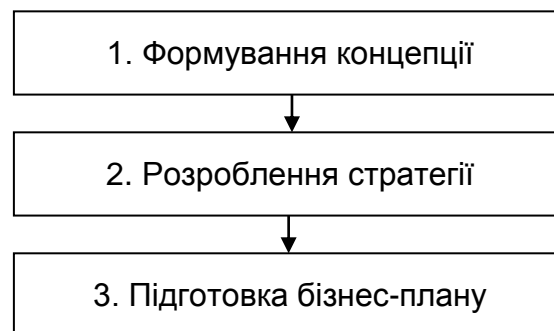 1. Формування концепції
2. Розроблення стратегії
3. Підготовка бізнес-плану